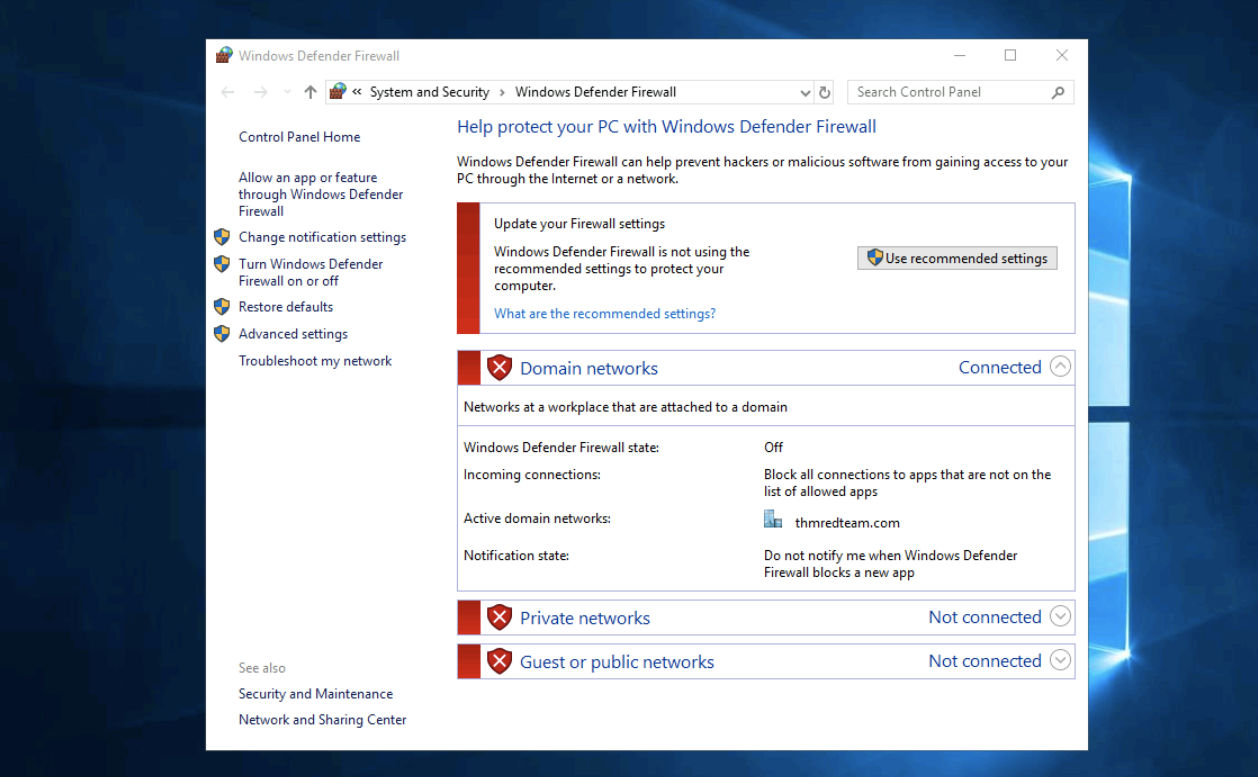 Windows Defender Firewall
« System and Security › Windows Defender Firewall
Search Control Panel
Control Panel Home
Allow an app or feature
through Windows Defender
Firewall
Change notification settings
Turn Windows Defender
Firewall on or off
Restore defaults
Advanced settings
Troubleshoot my network
See also
Security and Maintenance
Network and Sharing Center
Help protect your PC with Windows Defender Firewall
Windows Defender Firewall can help prevent hackers or malicious software from gaining access to your
PC through the Internet or a network.
Update your Firewall settings
Windows Defender Firewall is not using the
recommended settings to protect your
computer.
What are the recommended settings?
Use recommended settings
Domain networks Connected
Networks at a workplace that are attached to a domain
Windows Defender Firewall state: Off
Incoming connections: Block all connections to apps that are not on the
list of allowed apps
Active domain networks: thmredteam.com
Notification state: Do not notify me when Windows Defender
Firewall blocks a new app
Private networks Not connected
Guest or public networks Not connected